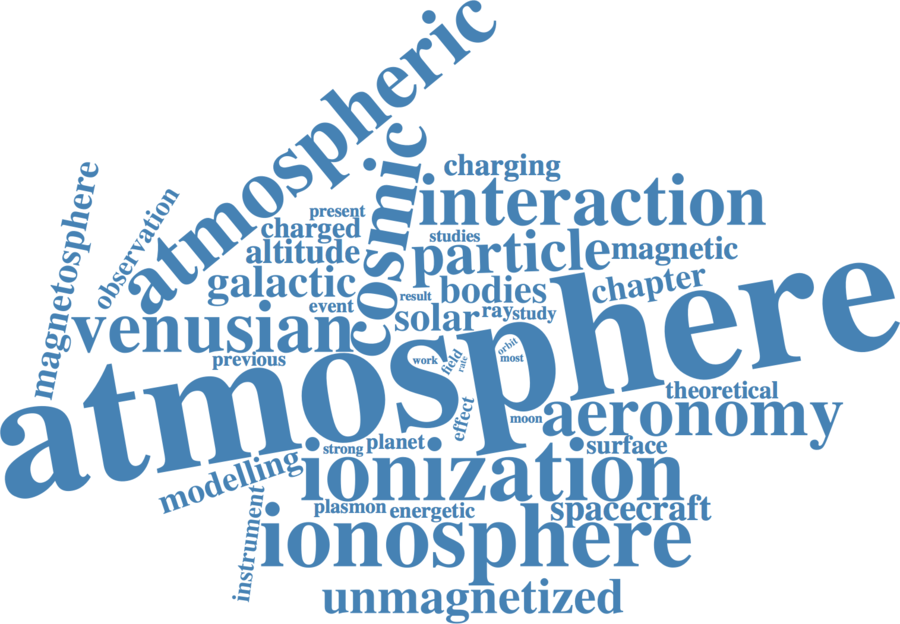 atmospheric
cosmic
charging
magnetosphere
observation
interaction
present
charged
studies
altitude
particle
magnetic
galactic
result
bodies
chapter
event
solar
ray
study
venusian
atmosphere
previous
work
field
rate
orbit
most
theoretical
effect
moon
aeronomy
strong
planet
surface
modelling
ionization
instrument
plasmon
energetic
spacecraft
ionosphere
unmagnetized